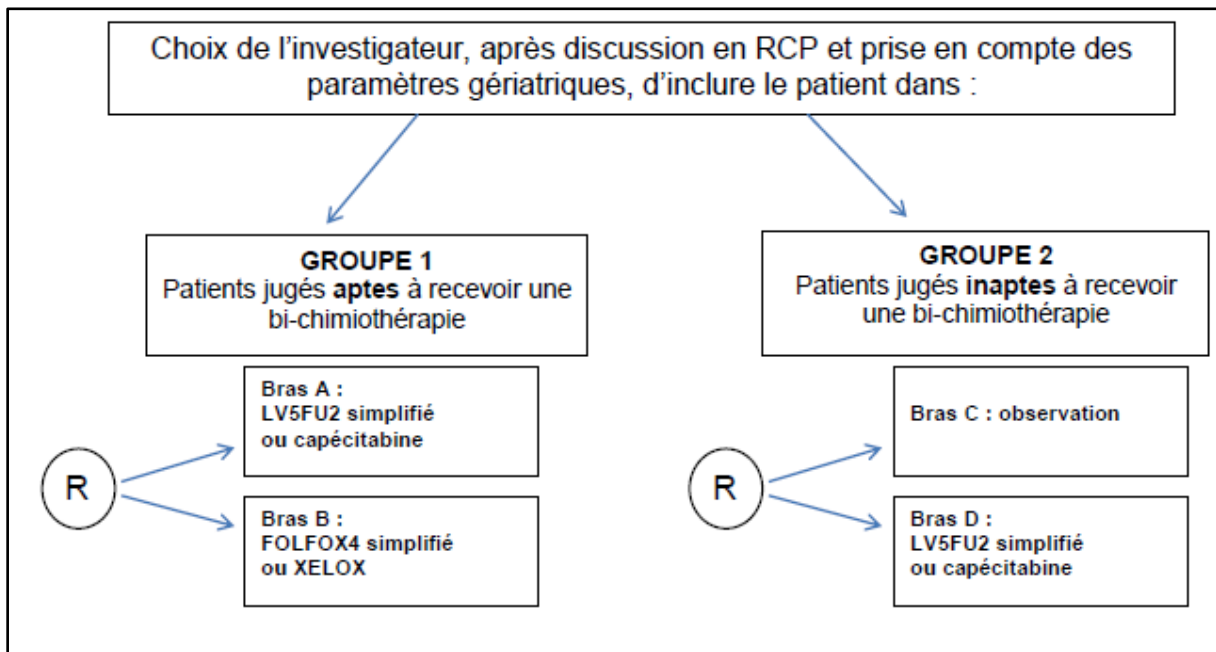 Choix de l'investigateur, après discussion en RCP et prise en compte des
paramètres gériatriques, d'inclure le patient dans :
GROUPE 1
Patients jugés aptes à recevoir une
bi-chimiothérapie
R
Bras A :
LV5FU2 simplifié
ou capécitabine
Bras B :
FOLFOX4 simplifié
ou XELOX
GROUPE 2
Patients jugés inaptes à recevoir
une bi-chimiothérapie
R
Bras C : observation
Bras D :
LV5FU2 simplifié
ou capécitabine